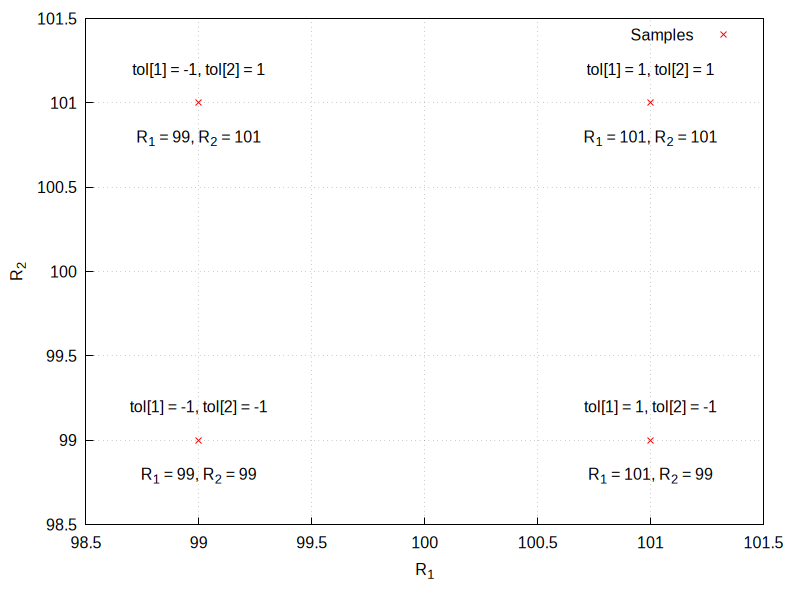 101.5
Samples
tol[1] = -1, tol[2] = 1
tol[1] = 1, tol[2] = 1
101
R1 = 99, R2 = 101
R1 = 101, R2 = 101
100.5
R2
100
99.5
tol[1] = -1, tol[2] = -1
tol[1] = 1, tol[2] = -1
99
R1 = 99, R2 = 99
R1 = 101, R2 = 99
98.5
98.5 99 99.5 100 100.5 101 101.5
R1